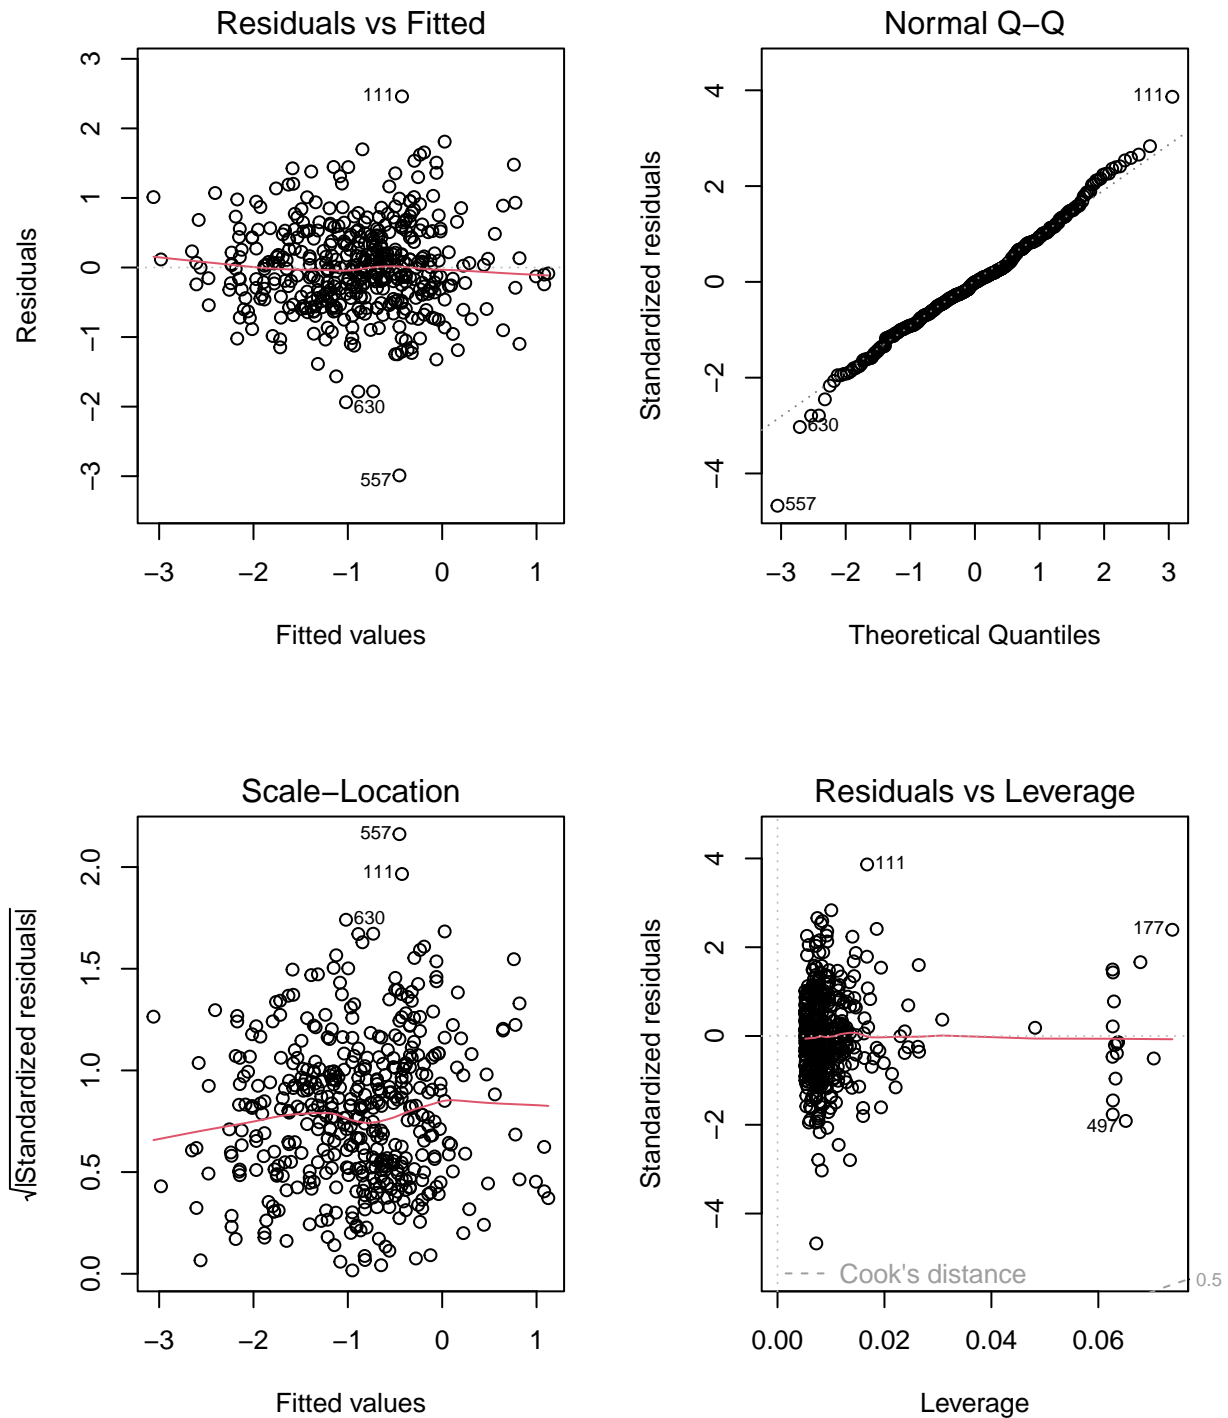 Residuals vs Fitted
Residuals
3
2
1
0
−1
−2
−3
111
630
557
−3 −2 −1 0 1
Fitted values
Normal Q−Q
Standardized residuals
4
2
0
−2
−4
111
630
557
−3 −2 −1 0 1 2 3
Theoretical Quantiles
Scale−Location
√|Standardized residuals|
2.0
1.5
1.0
0.5
0.0
557
111
630
−3 −2 −1 0 1
Fitted values
Residuals vs Leverage
Standardized residuals
4
2
0
−2
−4
111
177
497
Cook's distance
0.5
0.00 0.02 0.04 0.06
Leverage